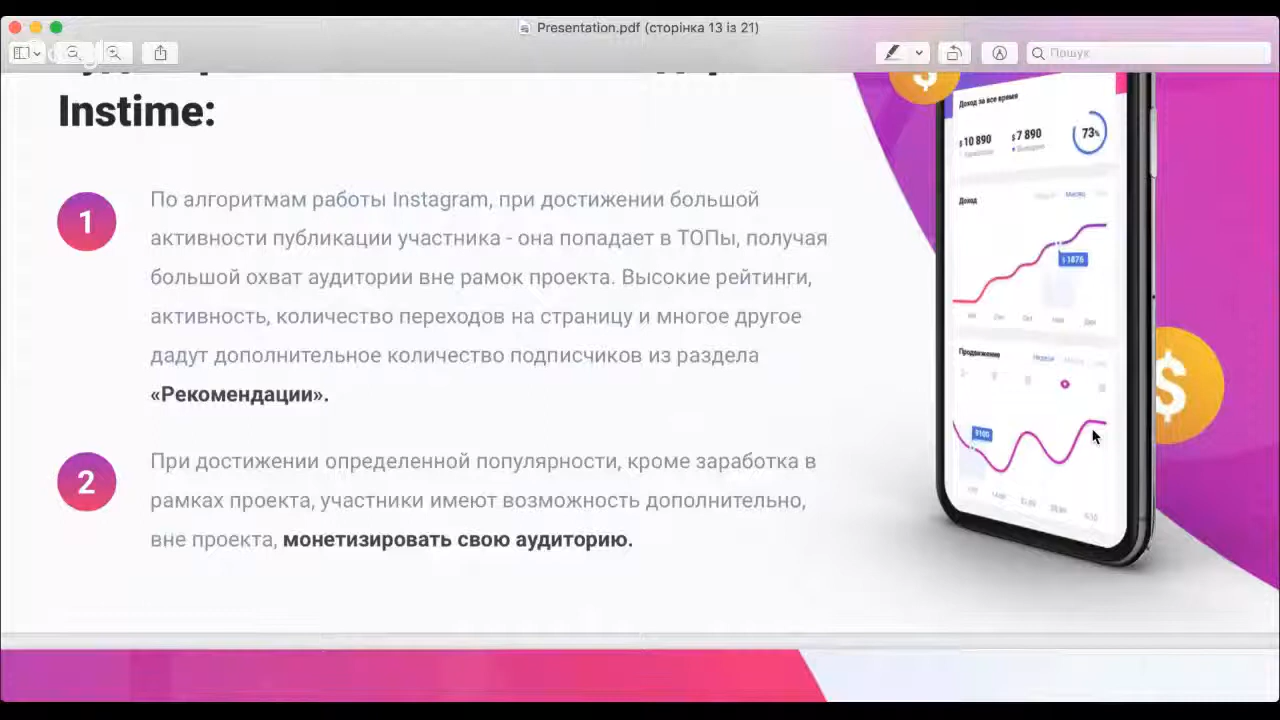 Presentation.pdf (сторінка 13 із 21)
Пошук
Instime:
1
По алгоритмам работы Instagram, при достижении большой
активности публикации участника - она попадает в ТОПы, получая
большой охват аудитории вне рамок проекта. Высокие рейтинги,
активность, количество переходов на страницу и многое другое
дадут дополнительное количество подписчиков из раздела
«Рекомендации».
2
При достижении определенной популярности, кроме заработка в
рамках проекта, участники имеют возможность дополнительно,
вне проекта, монетизировать свою аудиторию.
Доход за все время
$ 10 890
$ 7 890
73%
Доход
Месяц
$ 1876
Продвижение
Неделя
9100
$
$